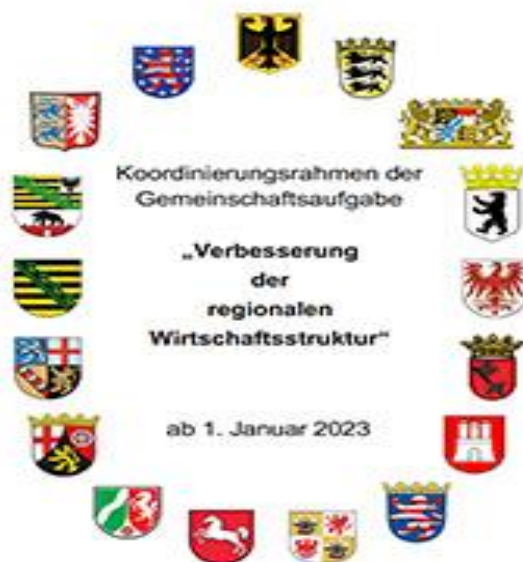 Koordinierungsrahmen der
Gemeinschaftsaufgabe
„Verbesserung
der
regionalen
Wirtschaftsstruktur“
ab 1. Januar 2023